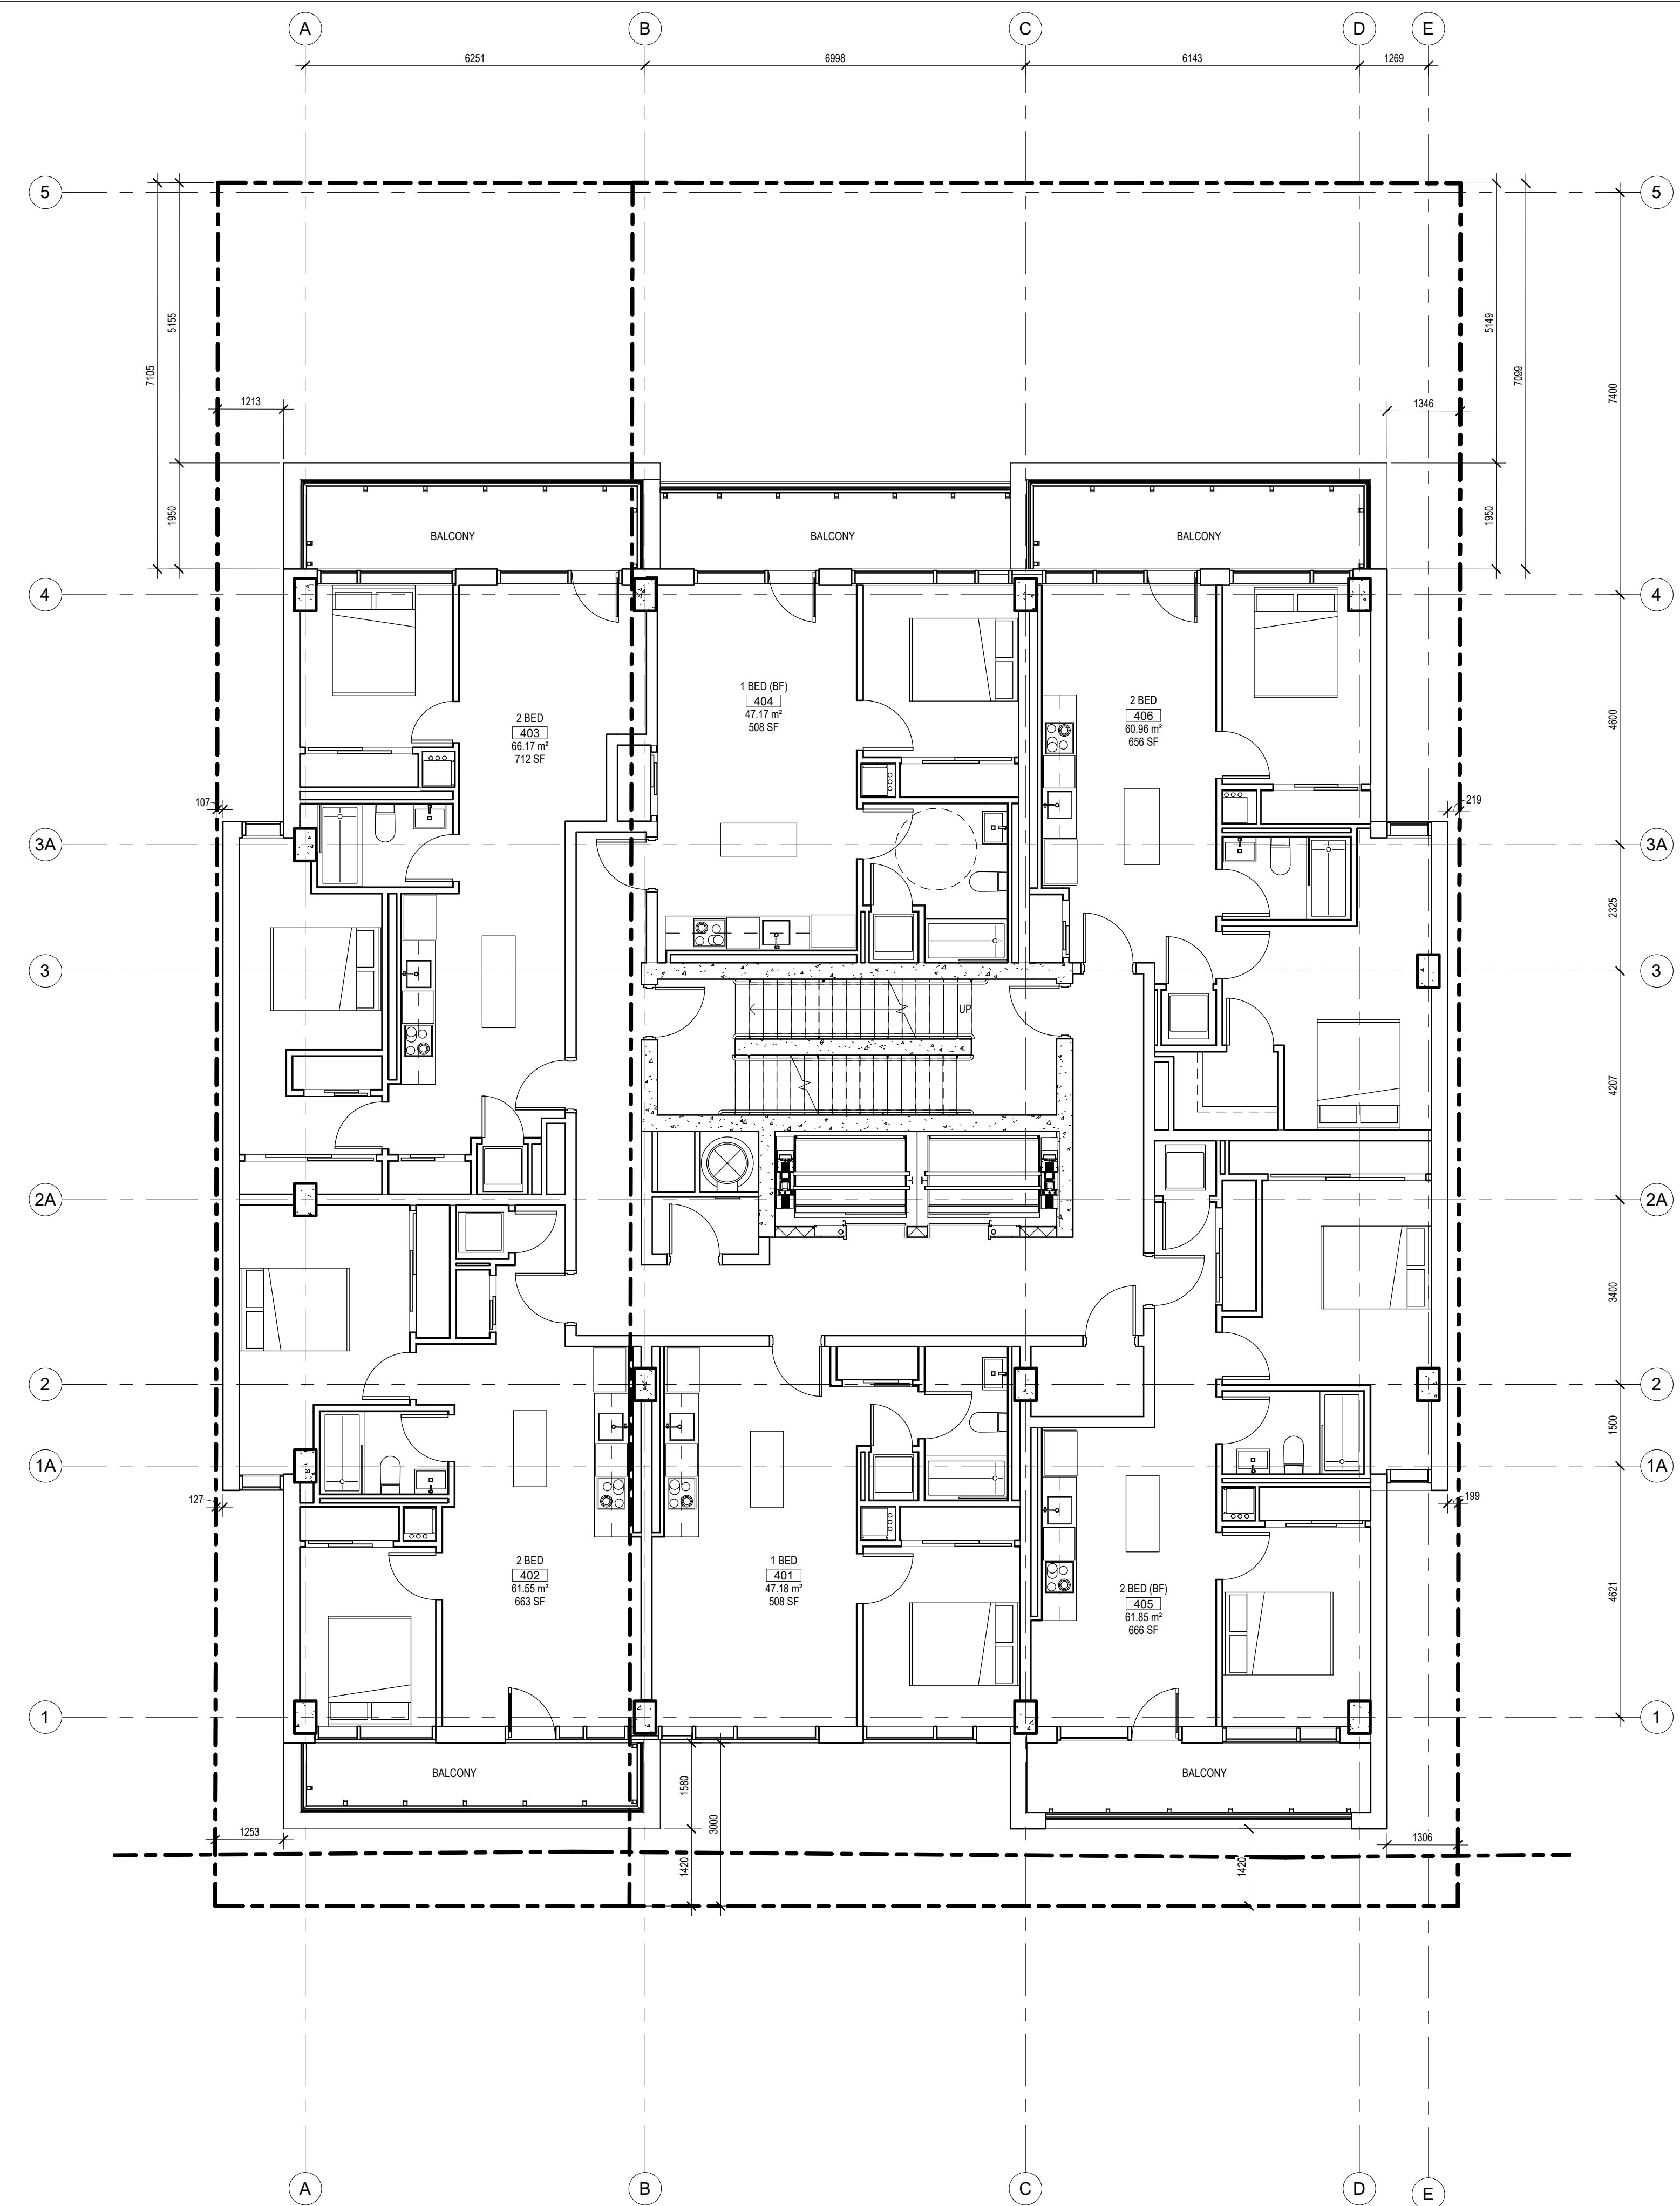 A B C D E
6251 6998 6143 1269
5 5
5155 5149
7105 7099
7400
1213 1346
1950 1950
BALCONY BALCONY BALCONY
4 4
1 BED (BF)
404
47.17 m²
508 SF
2 BED
406
60.96 m²
656 SF
2 BED
403
66.17 m²
712 SF
4600
107 219
3A 3A
2325
3 3
UP
4207
2A 2A
3400
2 2
1500
1A 1A
127 199
2 BED
402
61.55 m²
663 SF
1 BED
401
47.18 m²
508 SF
2 BED (BF)
405
61.85 m²
666 SF
4621
1 1
BALCONY BALCONY
1580
3000
1253 1306
1420 1420
A B C D E